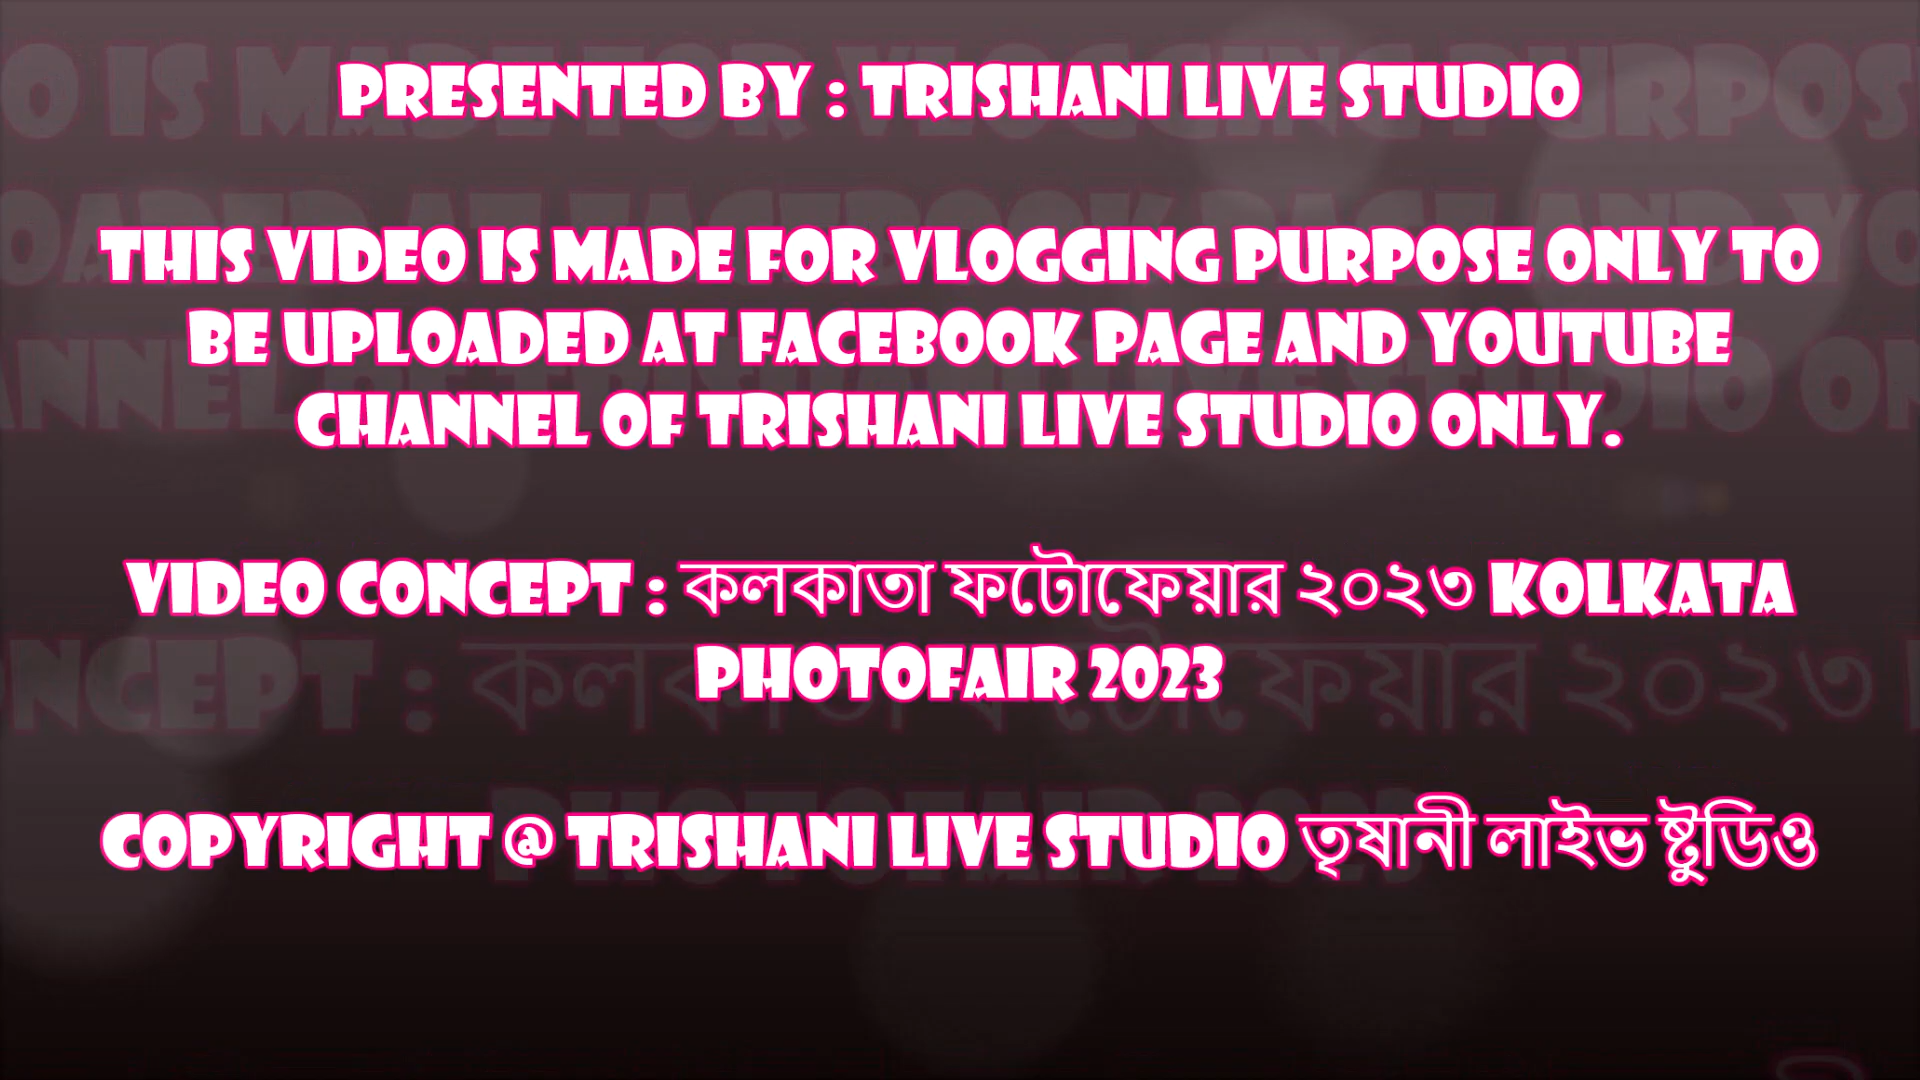 PRESENTED BY : TRISHANI LIVE STUDIO
THIS VIDEO IS MADE FOR VLOGGING PURPOSE ONLY TO
BE UPLOADED AT FACEBOOK PAGE AND YOUTUBE
CHANNEL OF TRISHANI LIVE STUDIO ONLY.
VIDEO CONCEPT : কলকাতা ফটোফেয়ার ২০২৩ KOLKATA
PHOTOFAIR 2023
COPYRIGHT @ TRISHANI LIVE STUDIO তৃষানী লাইভ ষ্টুডিও